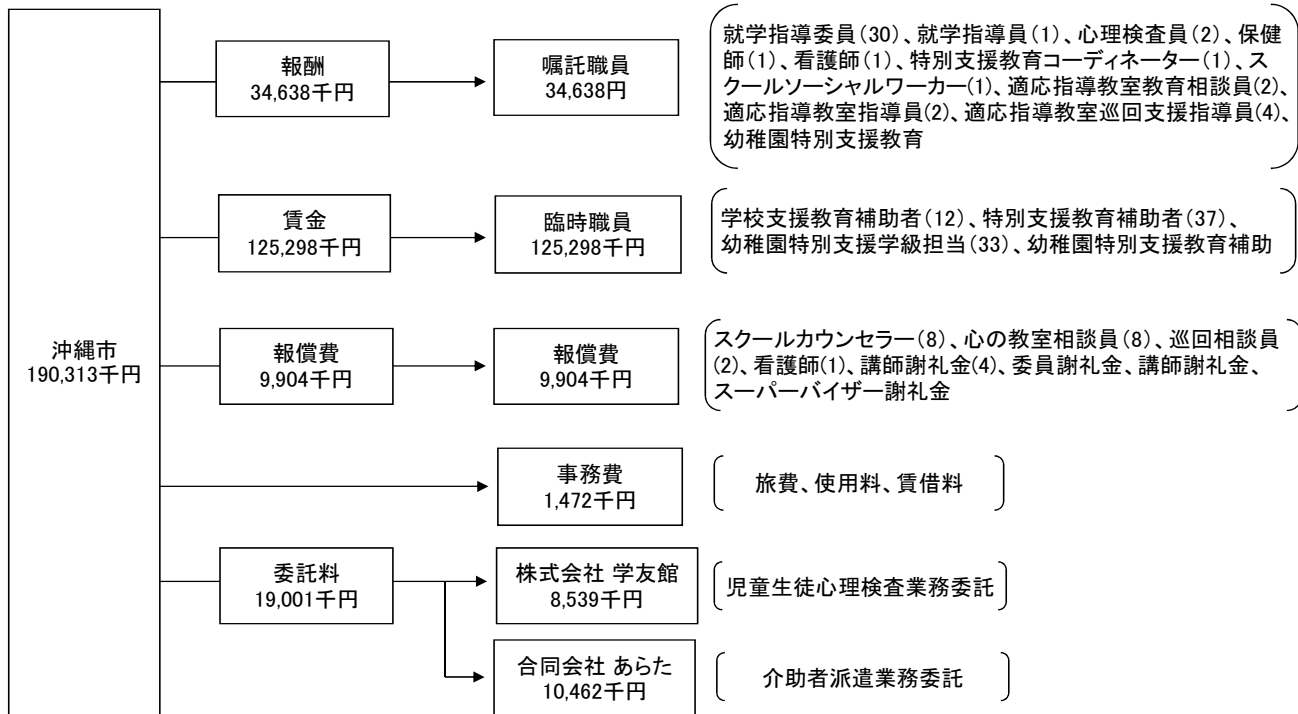 沖縄市
190,313千円
報酬
34,638千円
嘱託職員
34,638円
就学指導委員(30)、就学指導員(1)、心理検査員(2)、保健
師(1)、看護師(1)、特別支援教育コーディネーター(1)、ス
クールソーシャルワーカー(1)、適応指導教室教育相談員(2)、
適応指導教室指導員(2)、適応指導教室巡回支援指導員(4)、
幼稚園特別支援教育
賃金
125,298千円
臨時職員
125,298千円
学校支援教育補助者(12)、特別支援教育補助者(37)、
幼稚園特別支援学級担当(33)、幼稚園特別支援教育補助
報償費
9,904千円
報償費
9,904千円
スクールカウンセラー(8)、心の教室相談員(8)、巡回相談員
(2)、看護師(1)、講師謝礼金(4)、委員謝礼金、講師謝礼金、
スーパーバイザー謝礼金
事務費
1,472千円
旅費、使用料、賃借料
委託料
19,001千円
株式会社 学友館
8,539千円
児童生徒心理検査業務委託
合同会社 あらた
10,462千円
介助者派遣業務委託